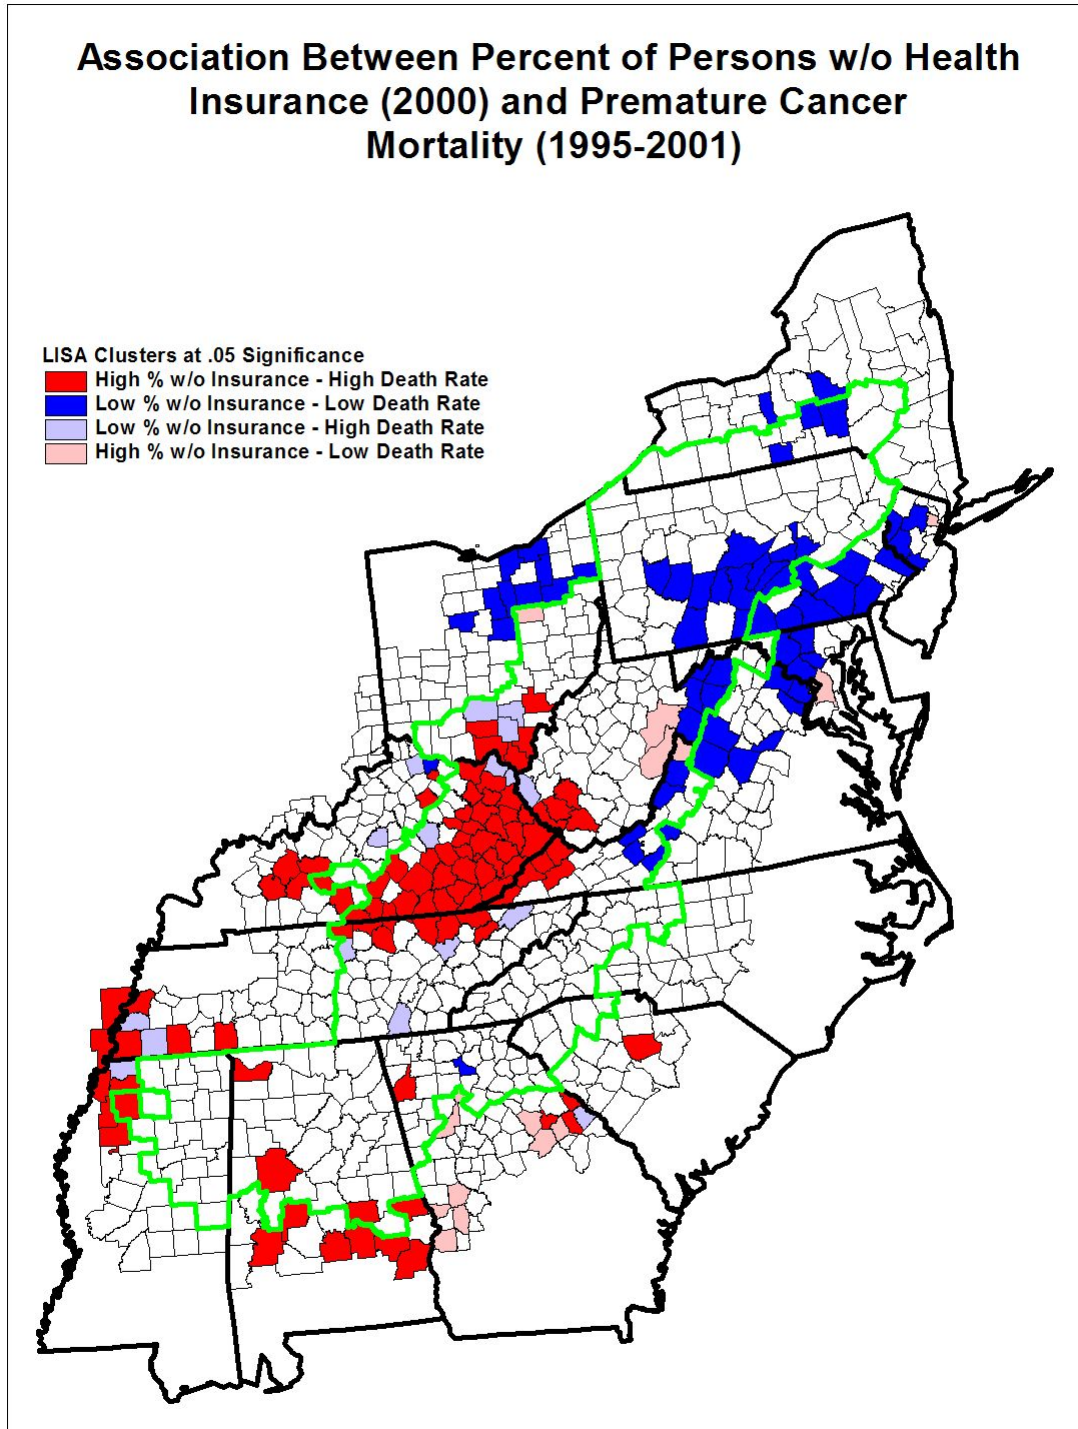 Association Between Percent of Persons w/o Health
Insurance (2000) and Premature Cancer
Mortality (1995-2001)
LISA Clusters at .05 Significance
High % w/o Insurance - High Death Rate
Low % w/o Insurance - Low Death Rate
Low % w/o Insurance - High Death Rate
High % w/o Insurance - Low Death Rate